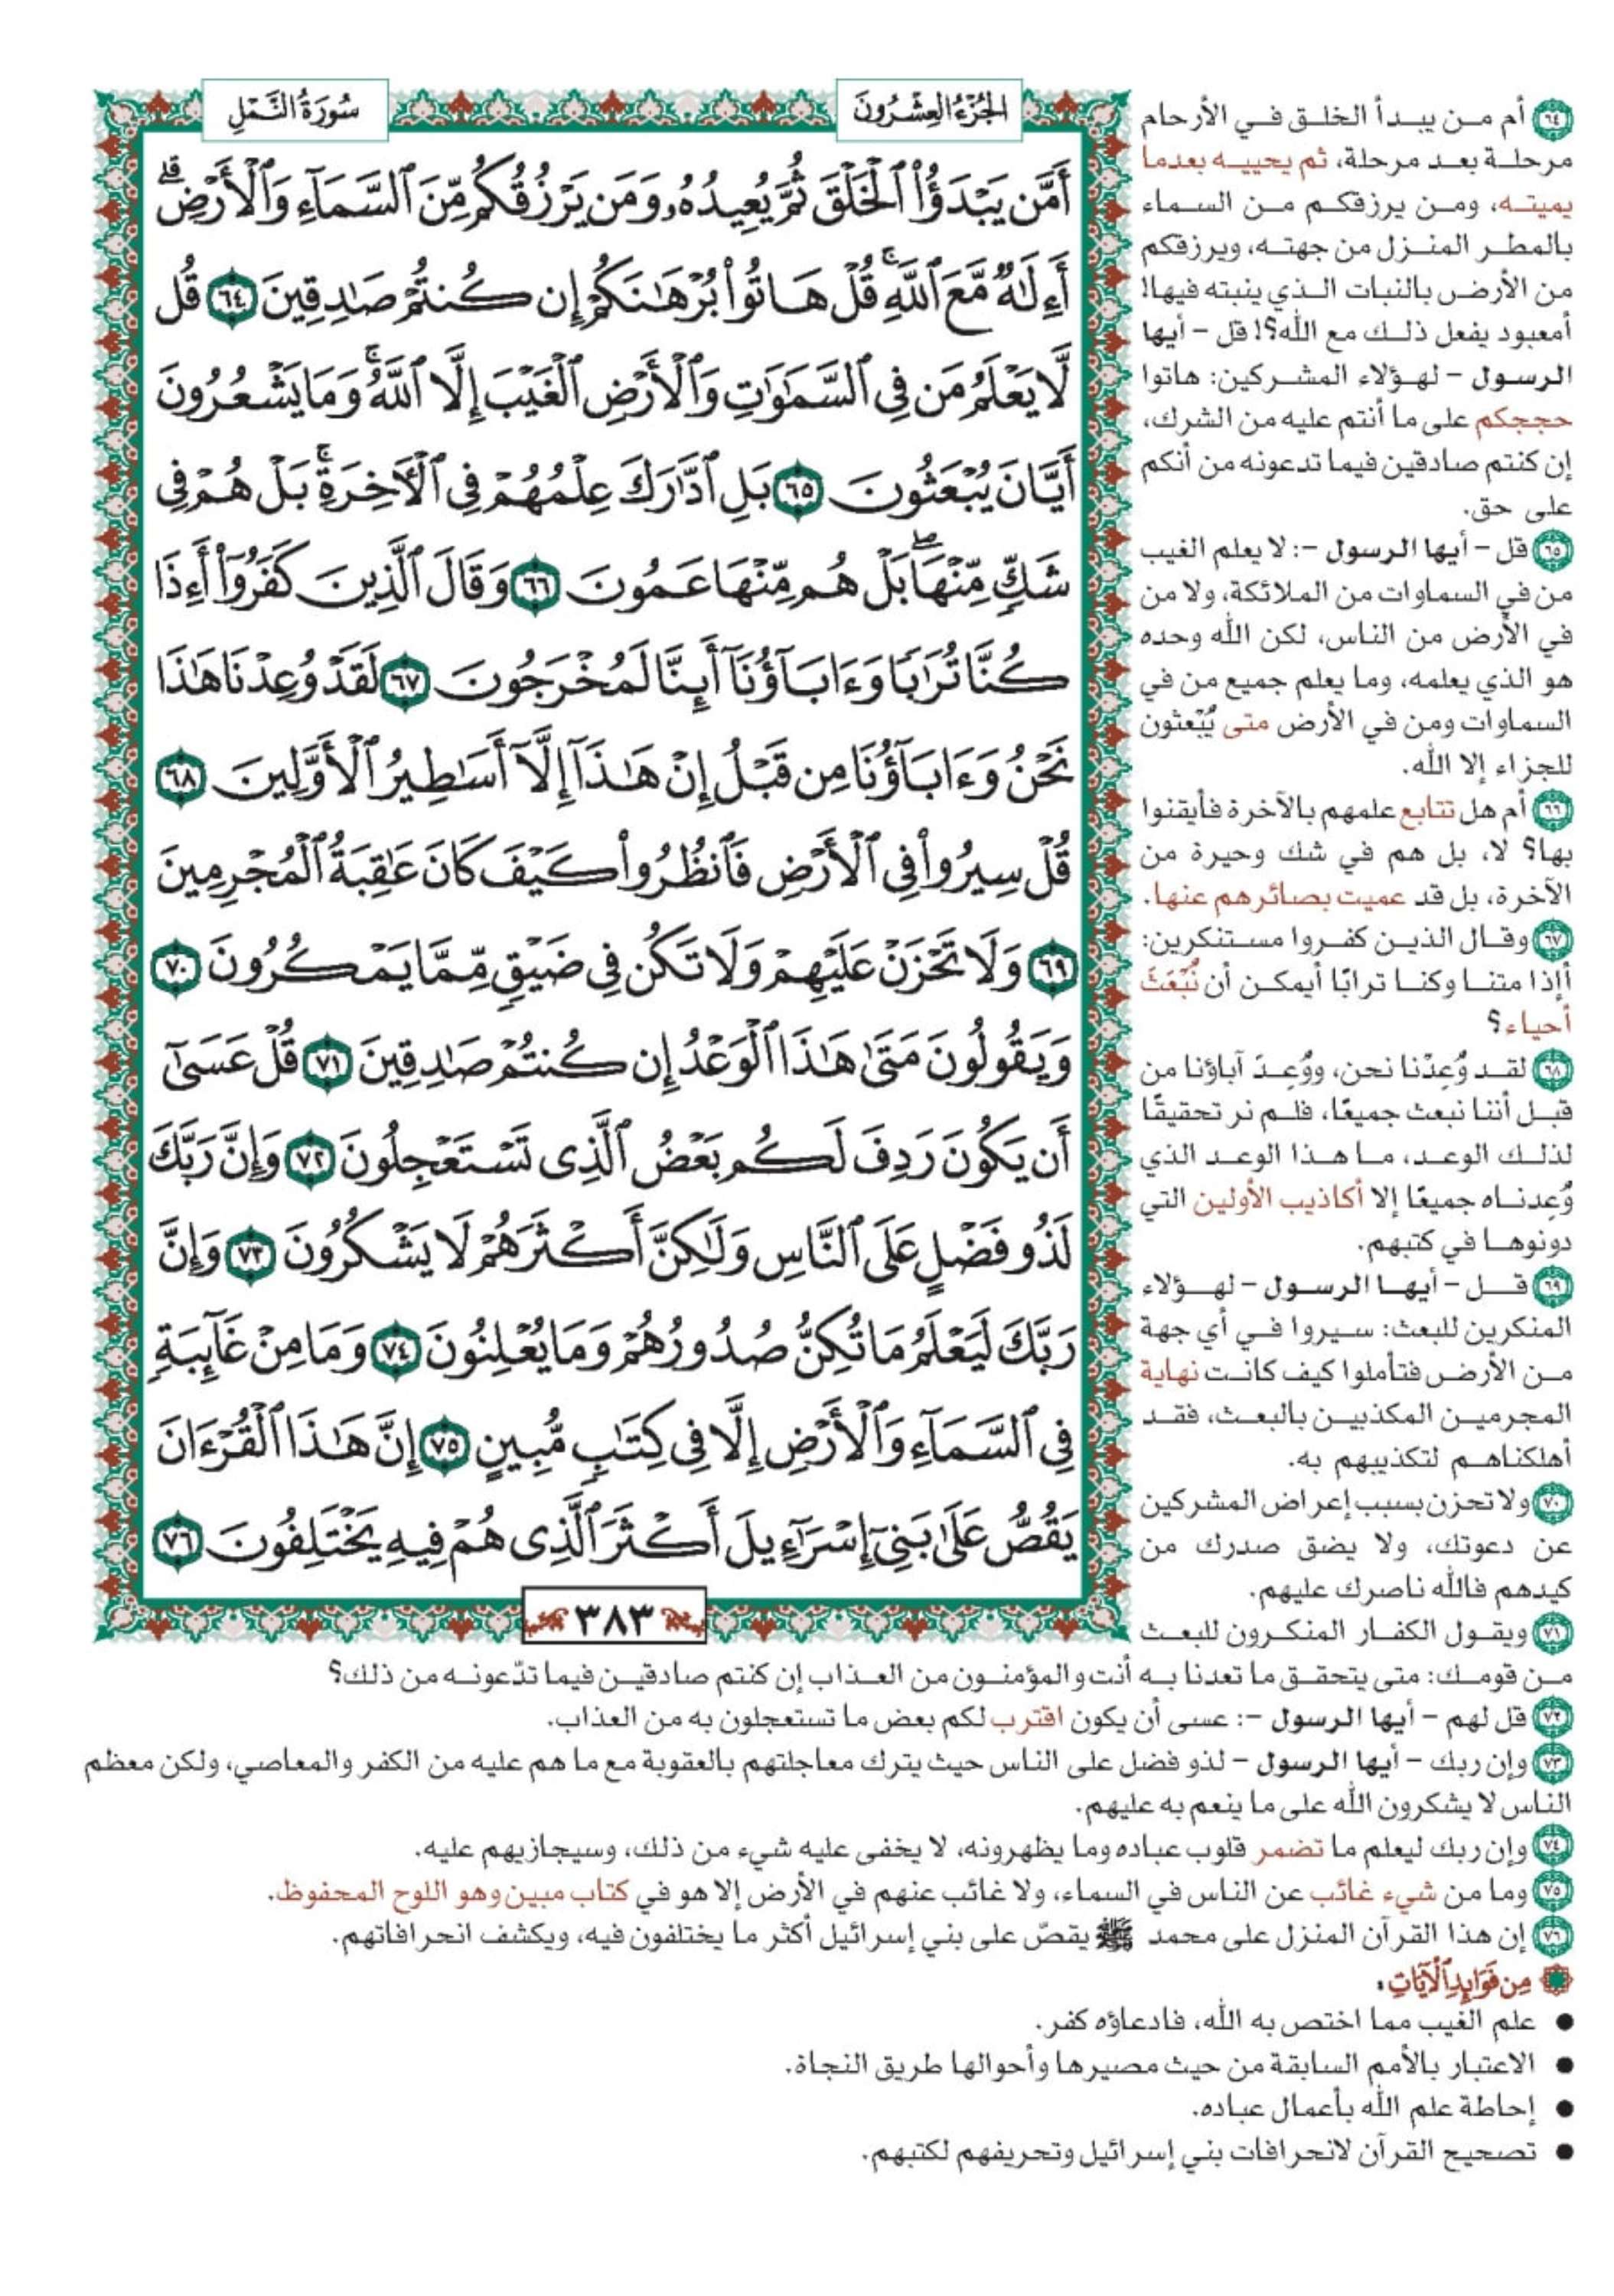 الجُزْءُ العِشْرُونَ
سُورَةُ النَّمْلِ
أَمَّن يَبْدَؤُاْ ٱلْخَلْقَ ثُمَّ يُعِيدُهُۥ وَمَن يَرْزُقُكُم مِّنَ ٱلسَّمَآءِ وَٱلْأَرْضِۗ
أَءِلَٰهٌ مَّعَ ٱللَّهِۚ قُلْ هَاتُواْ بُرْهَٰنَكُمْ إِن كُنتُمْ صَٰدِقِينَ ٦٤ قُل
لَّا يَعْلَمُ مَن فِي ٱلسَّمَٰوَٰتِ وَٱلْأَرْضِ ٱلْغَيْبَ إِلَّا ٱللَّهُۚ وَمَا يَشْعُرُونَ
أَيَّانَ يُبْعَثُونَ ٦٥ بَلِ ٱدَّٰرَكَ عِلْمُهُمْ فِي ٱلْأٓخِرَةِۚ بَلْ هُمْ فِي
شَكٍّ مِّنْهَاۖ بَلْ هُم مِّنْهَا عَمُونَ ٦٦ وَقَالَ ٱلَّذِينَ كَفَرُوٓاْ أَءِذَا
كُنَّا تُرَٰبًا وَءَابَآؤُنَآ أَئِنَّا لَمُخْرَجُونَ ٦٧ لَقَدْ وُعِدْنَا هَٰذَا
نَحْنُ وَءَابَآؤُنَا مِن قَبْلُ إِنْ هَٰذَآ إِلَّآ أَسَٰطِيرُ ٱلْأَوَّلِينَ ٦٨
قُلْ سِيرُواْ فِي ٱلْأَرْضِ فَٱنظُرُواْ كَيْفَ كَانَ عَٰقِبَةُ ٱلْمُجْرِمِينَ
٦٩ وَلَا تَحْزَنْ عَلَيْهِمْ وَلَا تَكُن فِي ضَيْقٍ مِّمَّا يَمْكُرُونَ ٧٠
وَيَقُولُونَ مَتَىٰ هَٰذَا ٱلْوَعْدُ إِن كُنتُمْ صَٰدِقِينَ ٧١ قُلْ عَسَىٰٓ
أَن يَكُونَ رَدِفَ لَكُم بَعْضُ ٱلَّذِي تَسْتَعْجِلُونَ ٧٢ وَإِنَّ رَبَّكَ
لَذُو فَضْلٍ عَلَى ٱلنَّاسِ وَلَٰكِنَّ أَكْثَرَهُمْ لَا يَشْكُرُونَ ٧٣ وَإِنَّ
رَبَّكَ لَيَعْلَمُ مَا تُكِنُّ صُدُورُهُمْ وَمَا يُعْلِنُونَ ٧٤ وَمَا مِنْ غَآئِبَةٍ
فِي ٱلسَّمَآءِ وَٱلْأَرْضِ إِلَّا فِي كِتَٰبٍ مُّبِينٍ ٧٥ إِنَّ هَٰذَا ٱلْقُرْءَانَ
يَقُصُّ عَلَىٰ بَنِيٓ إِسْرَٰٓءِيلَ أَكْثَرَ ٱلَّذِي هُمْ فِيهِ يَخْتَلِفُونَ ٧٦
٣٨٣
٦٤ أم من يبدأ الخلق في الأرحام
مرحلة بعد مرحلة، ثم يحييه بعدما
يميته، ومن يرزقكم من السماء
بالمطر المنزل من جهته، ويرزقكم
من الأرض بالنبات الذي ينبته فيها!
أمعبود يفعل ذلك مع الله؟! قل – أيها
الرسول – لهؤلاء المشركين: هاتوا
حججكم على ما أنتم عليه من الشرك،
إن كنتم صادقين فيما تدعونه من أنكم
على حق.
٦٥ قل – أيها الرسول –: لا يعلم الغيب
من في السماوات من الملائكة، ولا من
في الأرض من الناس، لكن الله وحده
هو الذي يعلمه، وما يعلم جميع من في
السماوات ومن في الأرض متى يُبْعثون
للجزاء إلا الله.
٦٦ أم هل تتابع علمهم بالآخرة فأيقنوا
بها؟ لا، بل هم في شك وحيرة من
الآخرة، بل قد عميت بصائرهم عنها.
٦٧ وقال الذين كفروا مستنكرين:
أإذا متنا وكنا ترابًا أيمكن أن نُبْعَثَ
أحياء؟
٦٨ لقد وُعِدْنا نحن، ووُعِدَ آباؤنا من
قبل أننا نبعث جميعًا، فلم نر تحقيقًا
لذلك الوعد، ما هذا الوعد الذي
وُعِدناه جميعًا إلا أكاذيب الأولين التي
دونوها في كتبهم.
٦٩ قل – أيها الرسول – لهؤلاء
المنكرين للبعث: سيروا في أي جهة
من الأرض فتأملوا كيف كانت نهاية
المجرمين المكذبين بالبعث، فقد
أهلكناهم لتكذيبهم به.
٧٠ ولا تحزن بسبب إعراض المشركين
عن دعوتك، ولا يضق صدرك من
كيدهم فالله ناصرك عليهم.
٧١ ويقول الكفار المنكرون للبعث
من قومك: متى يتحقق ما تعدنا به أنت والمؤمنون من العذاب إن كنتم صادقين فيما تدّعونه من ذلك؟
٧٢ قل لهم – أيها الرسول –: عسى أن يكون اقترب لكم بعض ما تستعجلون به من العذاب.
٧٣ وإن ربك – أيها الرسول – لذو فضل على الناس حيث يترك معاجلتهم بالعقوبة مع ما هم عليه من الكفر والمعاصي، ولكن معظم
الناس لا يشكرون الله على ما ينعم به عليهم.
٧٤ وإن ربك ليعلم ما تضمر قلوب عباده وما يظهرونه، لا يخفى عليه شيء من ذلك، وسيجازيهم عليه.
٧٥ وما من شيء غائب عن الناس في السماء، ولا غائب عنهم في الأرض إلا هو في كتاب مبين وهو اللوح المحفوظ.
٧٦ إن هذا القرآن المنزل على محمد ﷺ يقصّ على بني إسرائيل أكثر ما يختلفون فيه، ويكشف انحرافاتهم.
مِن فَوَائِدِ الْآيَاتِ:
• علم الغيب مما اختص به الله، فادعاؤه كفر.
• الاعتبار بالأمم السابقة من حيث مصيرها وأحوالها طريق النجاة.
• إحاطة علم الله بأعمال عباده.
• تصحيح القرآن لانحرافات بني إسرائيل وتحريفهم لكتبهم.